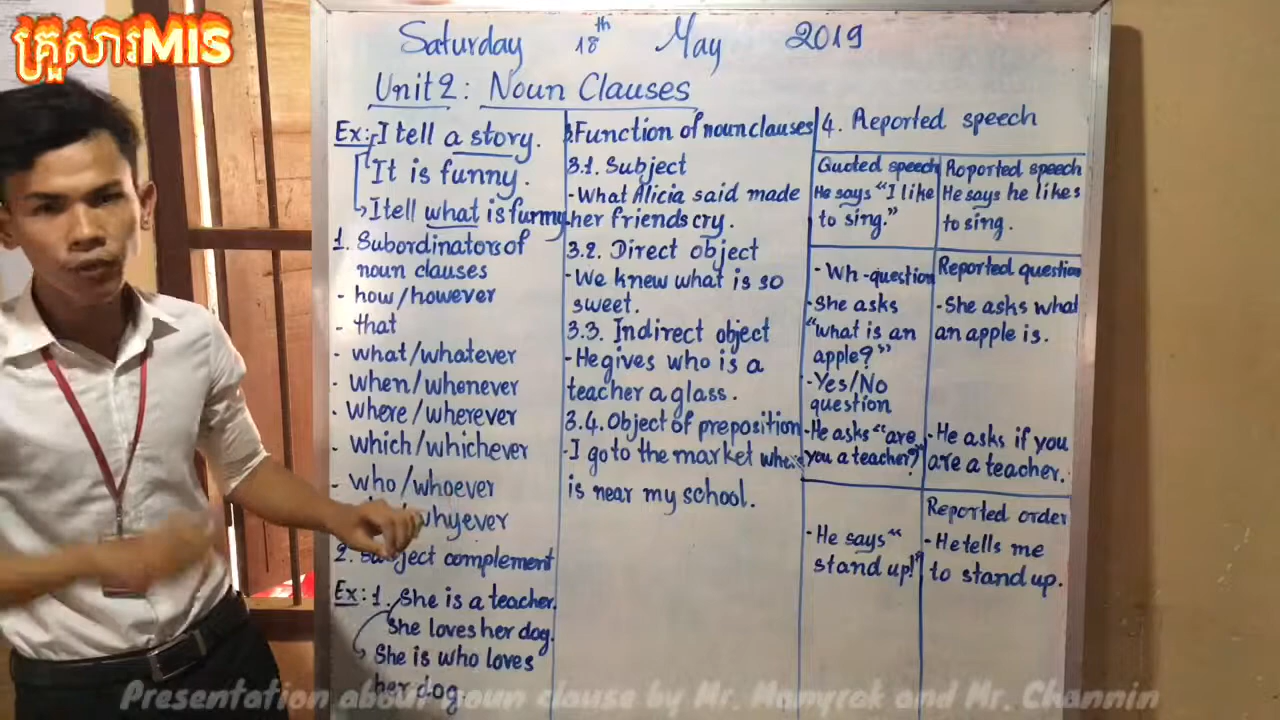 គ្រួសារMIS
Saturday 18th May 2019
Unit 2: Noun Clauses
Ex: I tell a story.
It is funny.
I tell what is funny.
1. Subordinators of
noun clauses
- how/however
- that
- what/whatever
- when/whenever
- where/wherever
- which/whichever
- who/whoever
/whyever
2. Subject complement
Ex: 1. She is a teacher.
She loves her dog.
She is who loves
her dog
Function of noun clauses
3.1. Subject
- What Alicia said made
her friends cry.
3.2. Direct object
- We knew what is so
sweet.
3.3. Indirect object
- He gives who is a
teacher a glass.
3.4. Object of preposition
- I go to the market where
is near my school.
4. Reported speech
Quoted speech
He says “I like
to sing.”
Roported speech
He says he likes
to sing.
- Wh-question
- She asks
“what is an
apple?”
- Yes/No
question
- He asks “are
you a teacher?”
Reported question
- She asks what
an apple is.
- He asks if you
are a teacher.
- He says “
stand up!”
Reported order
- He tells me
to stand up.
Presentation about noun clause by Mr. Manyrak and Mr. Channin